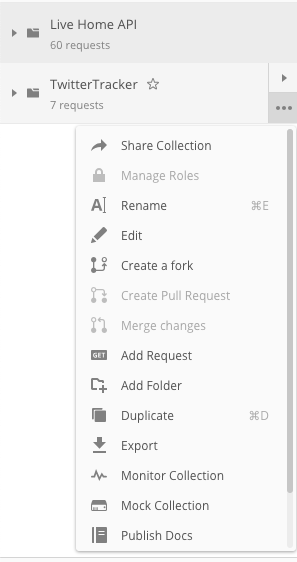 Live Home API
60 requests
TwitterTracker
7 requests
Share Collection
Manage Roles
Rename ⌘E
Edit
Create a fork
Create Pull Request
Merge changes
GET Add Request
Add Folder
Duplicate ⌘D
Export
Monitor Collection
Mock Collection
Publish Docs